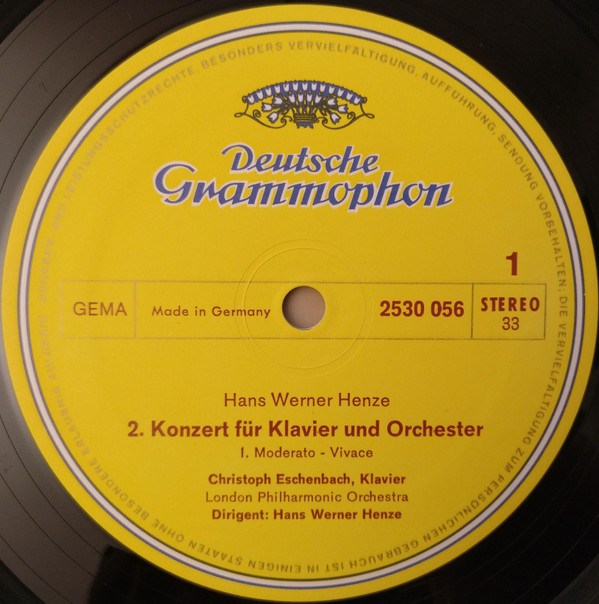 Deutsche
Grammophon
1
GEMA
Made in Germany
2530 056
STEREO
33
Hans Werner Henze
2. Konzert für Klavier und Orchester
I. Moderato - Vivace
Christoph Eschenbach, Klavier
London Philharmonic Orchestra
Dirigent: Hans Werner Henze
BESONDERS VERVIELFÄLTIGUNG, AUFFÜHRUNG, SENDUNG VORBEHALTEN; DIE VERVIELFÄLTIGUNG ZUM PERSÖNLICHEN GEBRAUCH IST IN EINIGEN STAATEN OHNE BESONDERE ERLAUBNIS